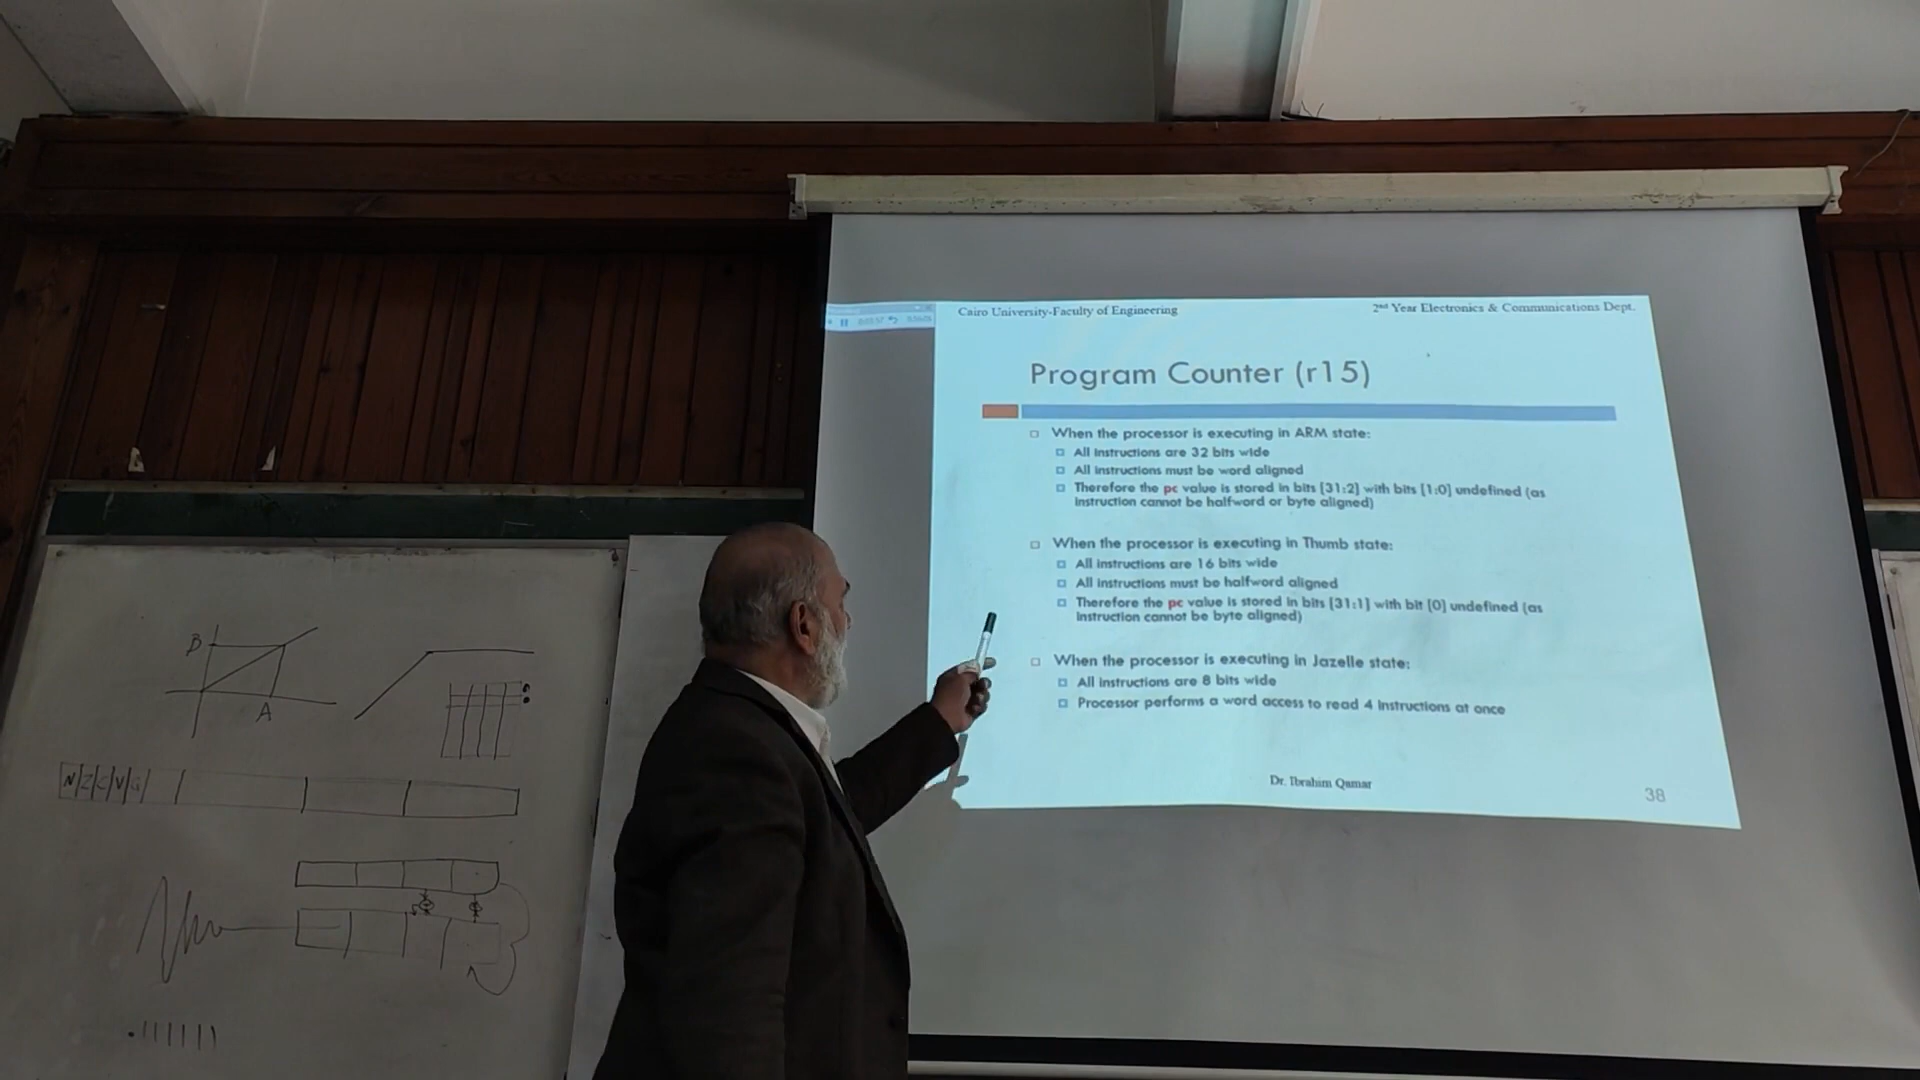 Cairo University-Faculty of Engineering
2nd Year Electronics & Communications Dept.
Program Counter (r15)
When the processor is executing in ARM state:
All instructions are 32 bits wide
All instructions must be word aligned
Therefore the pc value is stored in bits [31:2] with bits [1:0] undefined (as
instruction cannot be halfword or byte aligned)
When the processor is executing in Thumb state:
All instructions are 16 bits wide
All instructions must be halfword aligned
Therefore the pc value is stored in bits [31:1] with bit [0] undefined (as
instruction cannot be byte aligned)
When the processor is executing in Jazelle state:
All instructions are 8 bits wide
Processor performs a word access to read 4 instructions at once
Dr. Ibrahim Qamar
38
B
A
N Z C V Q